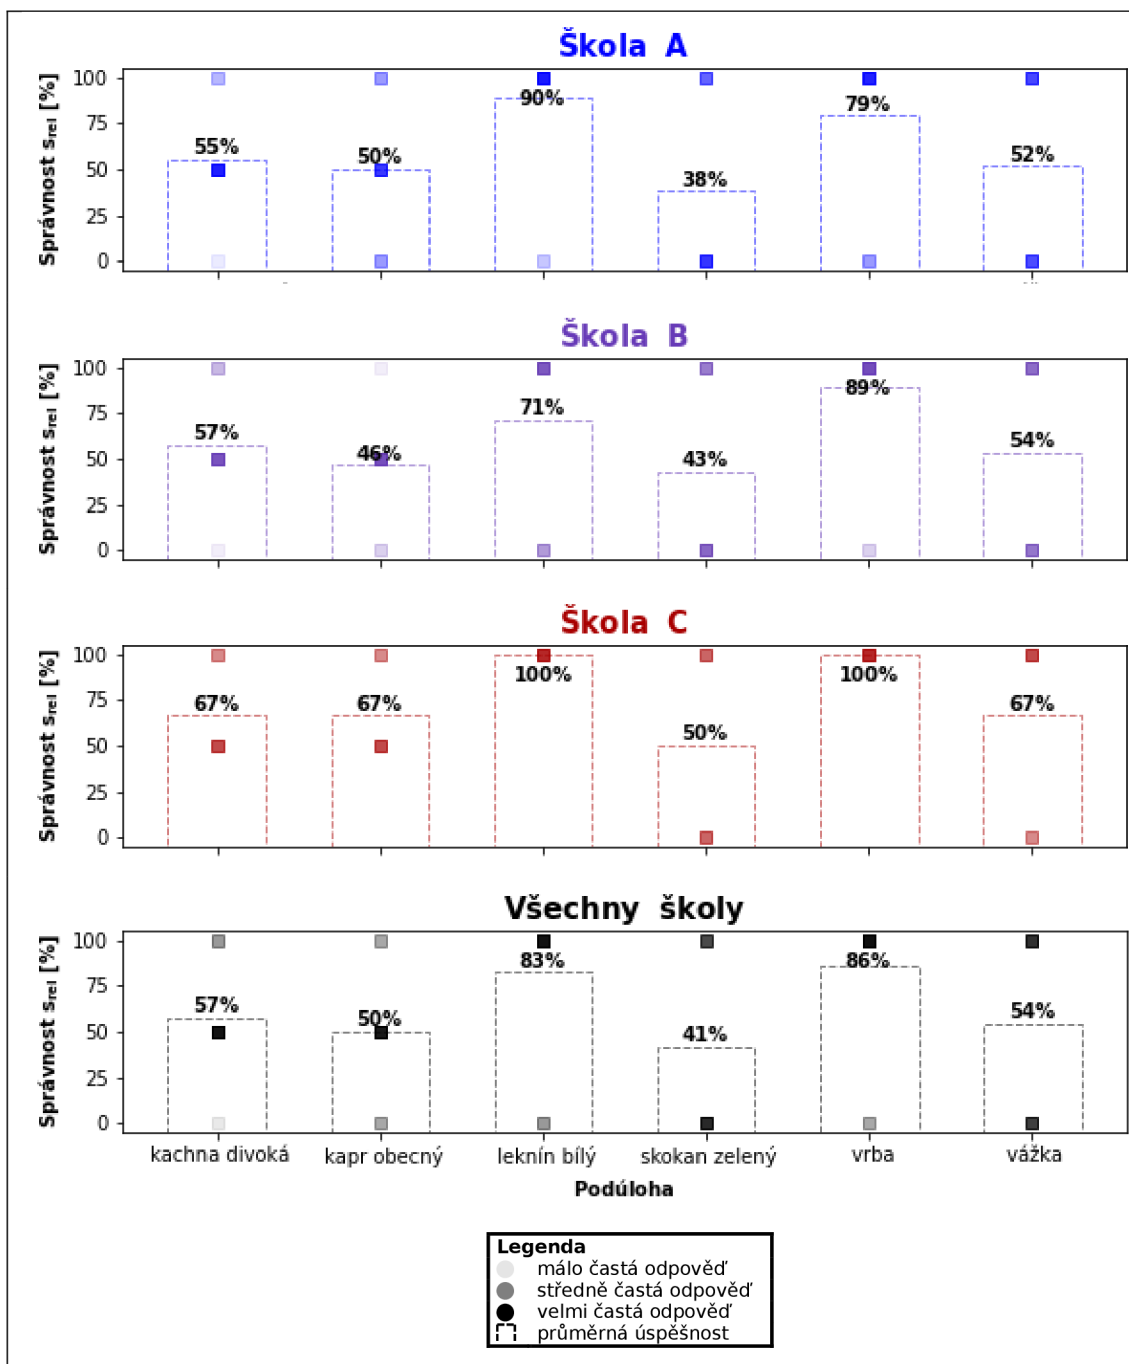 Škola A
Správnost sᵣₑₗ [%]
100
75
50
25
0
55%
50%
90%
38%
79%
52%
Škola B
Správnost sᵣₑₗ [%]
100
75
50
25
0
57%
46%
71%
43%
89%
54%
Škola C
Správnost sᵣₑₗ [%]
100
75
50
25
0
67%
67%
100%
50%
100%
67%
Všechny školy
Správnost sᵣₑₗ [%]
100
75
50
25
0
57%
50%
83%
41%
86%
54%
kachna divoká kapr obecný leknín bílý skokan zelený vrba vážka
Podúloha
Legenda
málo častá odpověď
středně častá odpověď
velmi častá odpověď
průměrná úspěšnost